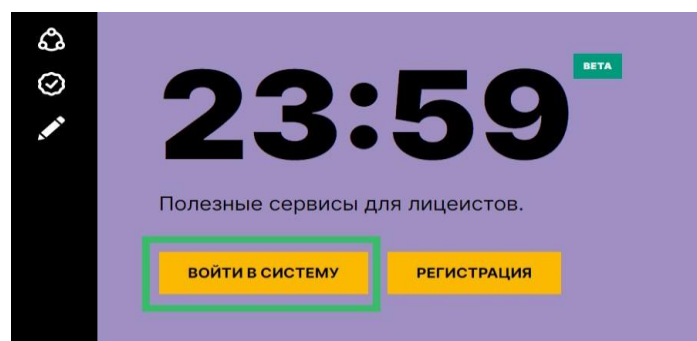 23:59
BETA
Полезные сервисы для лицеистов.
ВОЙТИ В СИСТЕМУ
РЕГИСТРАЦИЯ